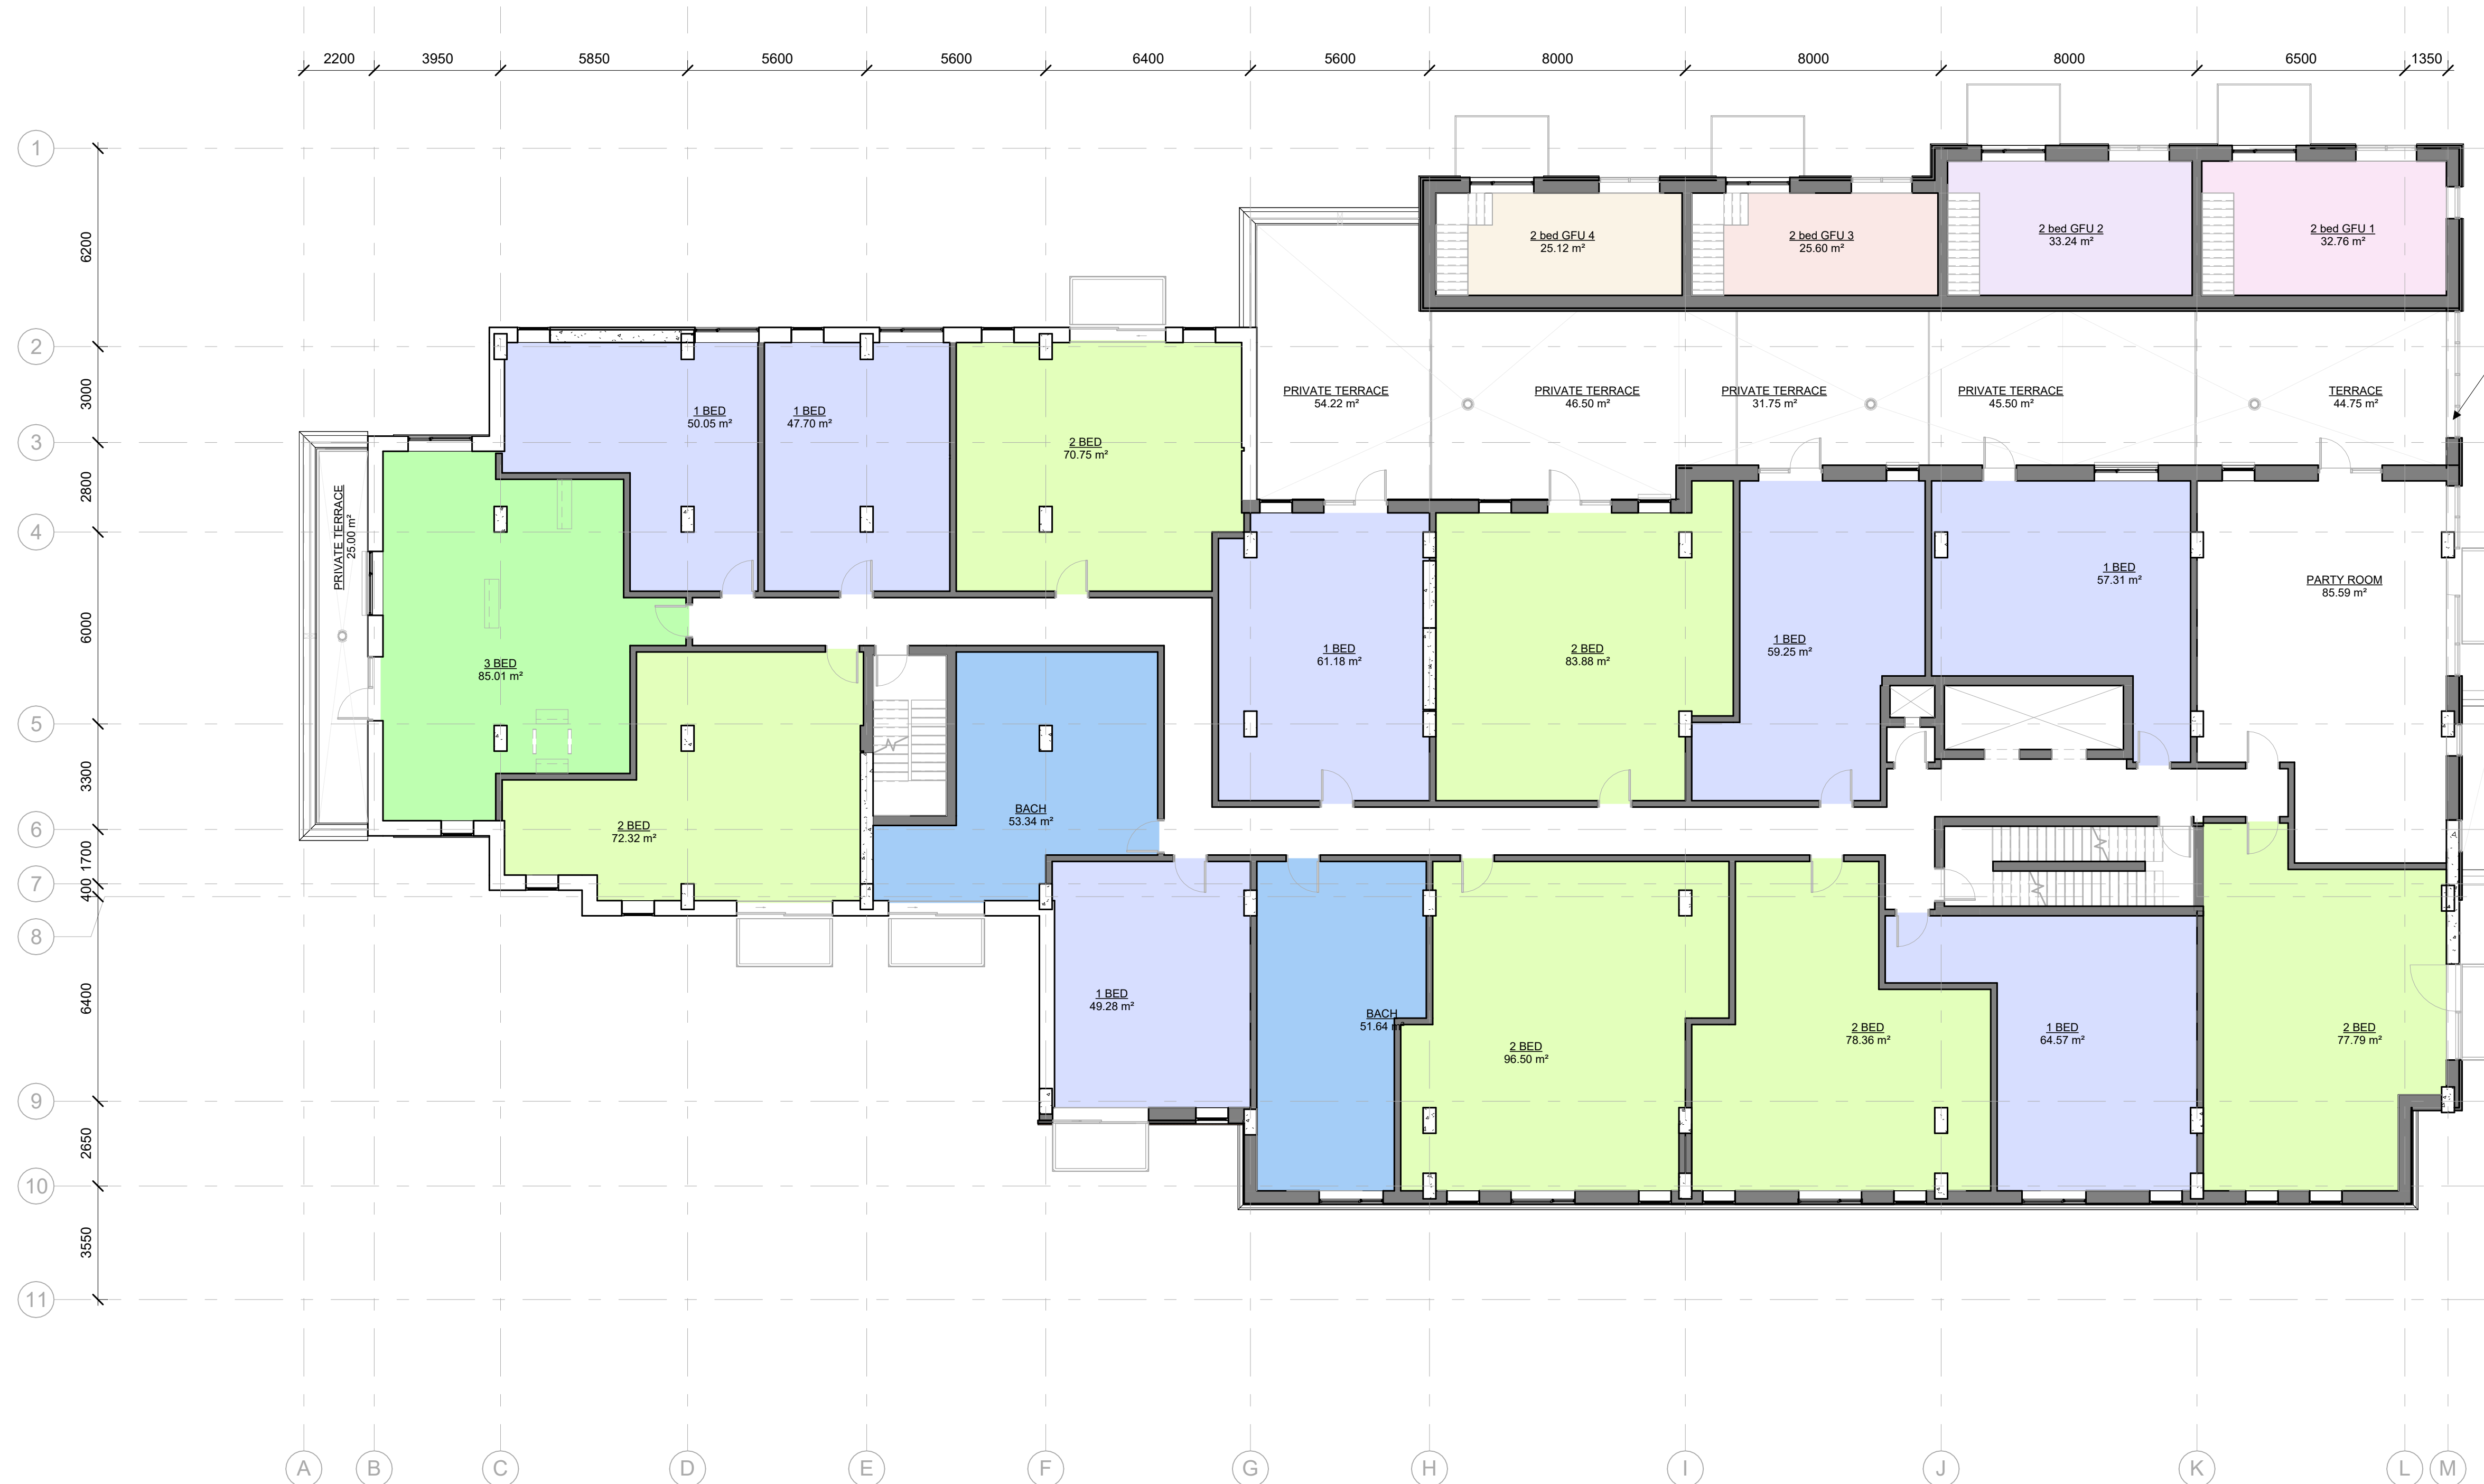 2200 3950 5850 5600 5600 6400 5600 8000 8000 8000 6500 1350
1
6200
2
3000
3
2800
4
6000
5
3300
6
1700
7
400
8
6400
9
2650
10
3550
11
2 bed GFU 4
25.12 m²
2 bed GFU 3
25.60 m²
2 bed GFU 2
33.24 m²
2 bed GFU 1
32.76 m²
PRIVATE TERRACE
54.22 m²
PRIVATE TERRACE
46.50 m²
PRIVATE TERRACE
31.75 m²
PRIVATE TERRACE
45.50 m²
TERRACE
44.75 m²
1 BED
50.05 m²
1 BED
47.70 m²
2 BED
70.75 m²
PRIVATE TERRACE
25.00 m²
3 BED
85.01 m²
1 BED
61.18 m²
2 BED
83.88 m²
1 BED
59.25 m²
1 BED
57.31 m²
PARTY ROOM
85.59 m²
2 BED
72.32 m²
BACH
53.34 m²
1 BED
49.28 m²
BACH
51.64 m²
2 BED
96.50 m²
2 BED
78.36 m²
1 BED
64.57 m²
2 BED
77.79 m²
A B C D E F G H I J K L M